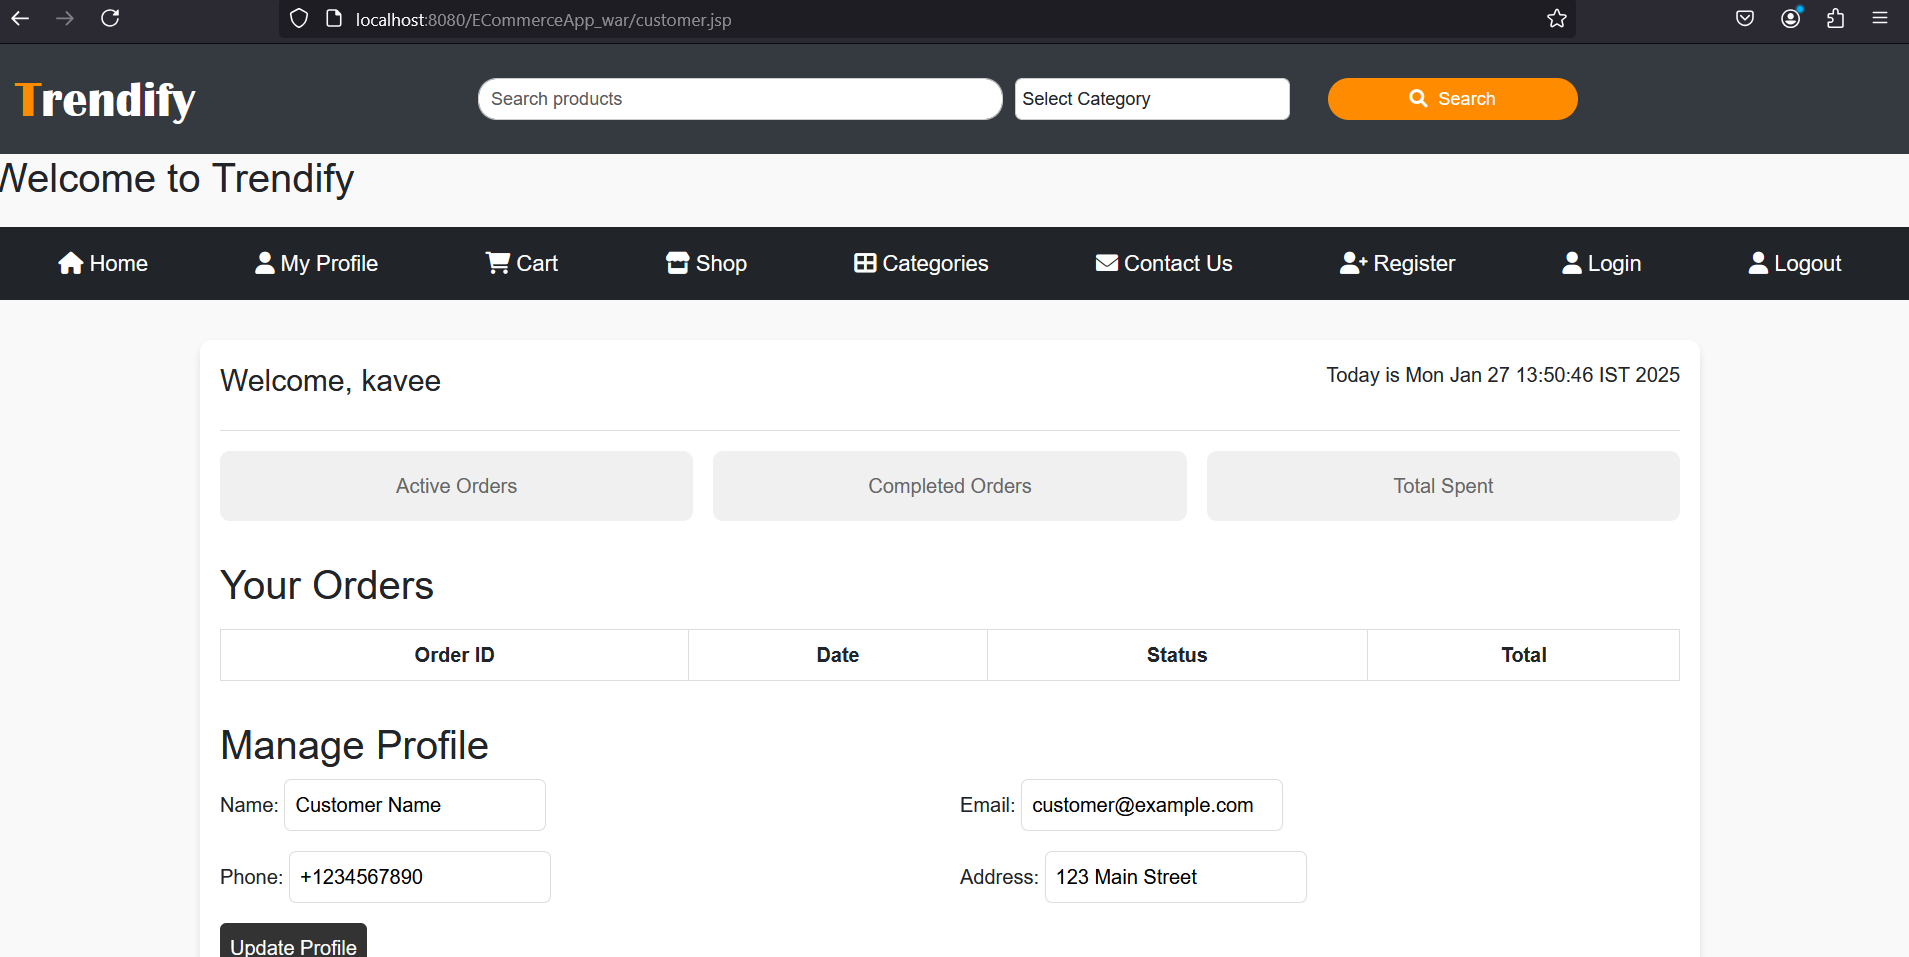 localhost:8080/ECommerceApp_war/customer.jsp
Trendify
Search products
Select Category
Search
Welcome to Trendify
Home My Profile Cart Shop Categories Contact Us Register Login Logout
Welcome, kavee
Today is Mon Jan 27 13:50:46 IST 2025
Active Orders Completed Orders Total Spent
Your Orders
Order ID Date Status Total
Manage Profile
Name: Customer Name Email: customer@example.com
Phone: +1234567890 Address: 123 Main Street
Update Profile